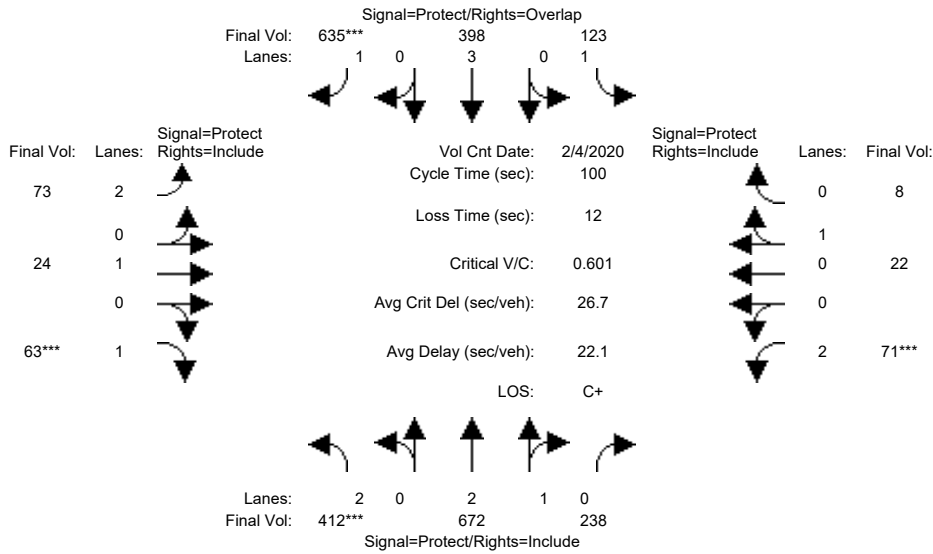 Signal=Protect/Rights=Overlap
Final Vol: 635*** 398 123
Lanes: 1 0 3 0 1
Signal=Protect Signal=Protect
Final Vol: Lanes: Rights=Include Vol Cnt Date: 2/4/2020 Rights=Include Lanes: Final Vol:
Cycle Time (sec): 100
73 2 0 8
Loss Time (sec): 12
0 1
24 1 Critical V/C: 0.601 0 22
0 Avg Crit Del (sec/veh): 26.7 0
63*** 1 Avg Delay (sec/veh): 22.1 2 71***
LOS: C+
Lanes: 2 0 2 1 0
Final Vol: 412*** 672 238
Signal=Protect/Rights=Include